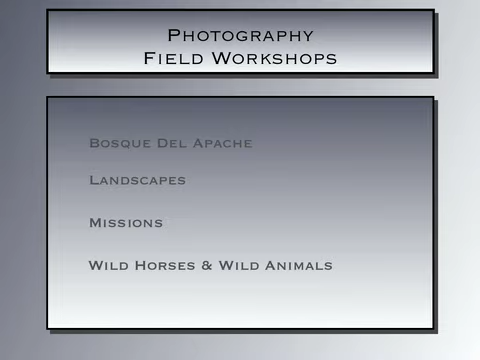 Photography
Field Workshops
Bosque Del Apache
Landscapes
Missions
Wild Horses & Wild Animals